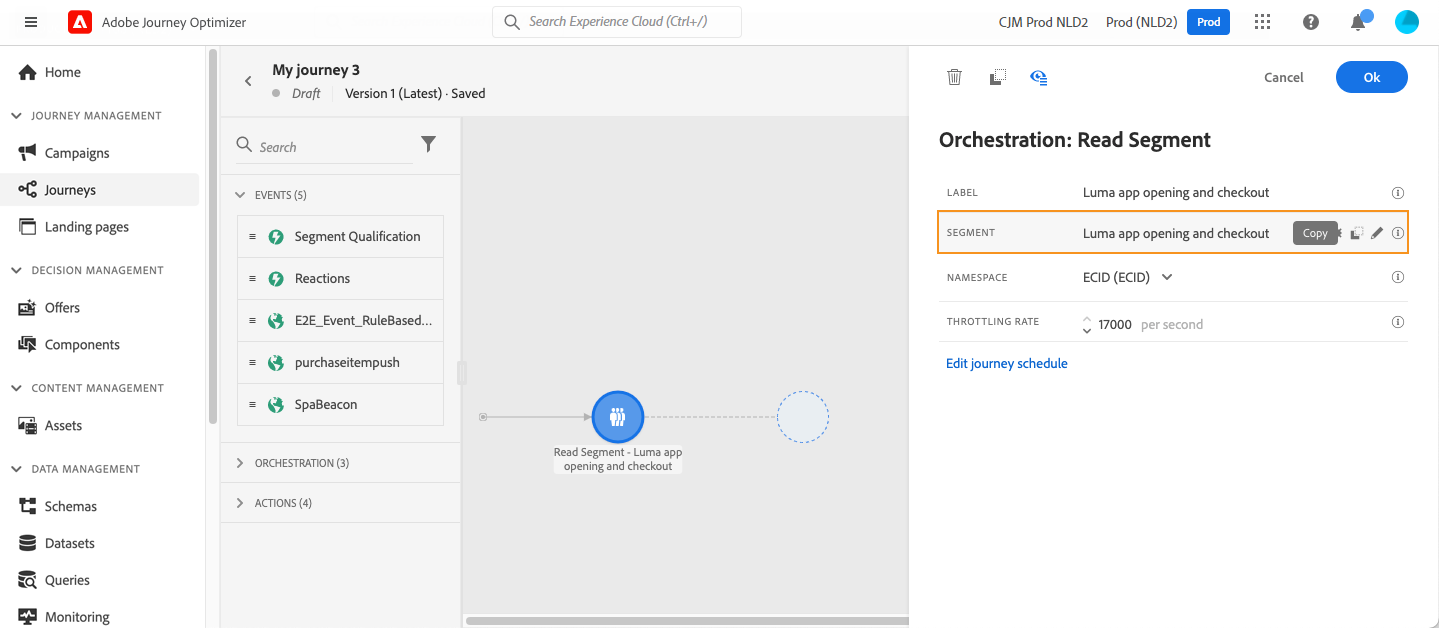 Adobe Journey Optimizer
Search Experience Cloud (Ctrl+/)
CJM Prod NLD2
Prod (NLD2)
Prod
Home
JOURNEY MANAGEMENT
Campaigns
Journeys
Landing pages
DECISION MANAGEMENT
Offers
Components
CONTENT MANAGEMENT
Assets
DATA MANAGEMENT
Schemas
Datasets
Queries
Monitoring
My journey 3
Draft
Version 1 (Latest) · Saved
Search
EVENTS (5)
Segment Qualification
Reactions
E2E_Event_RuleBased...
purchaseitempush
SpaBeacon
ORCHESTRATION (3)
ACTIONS (4)
Read Segment - Luma app
opening and checkout
Cancel
Ok
Orchestration: Read Segment
LABEL
Luma app opening and checkout
SEGMENT
Luma app opening and checkout
Copy
NAMESPACE
ECID (ECID)
THROTTLING RATE
17000 per second
Edit journey schedule